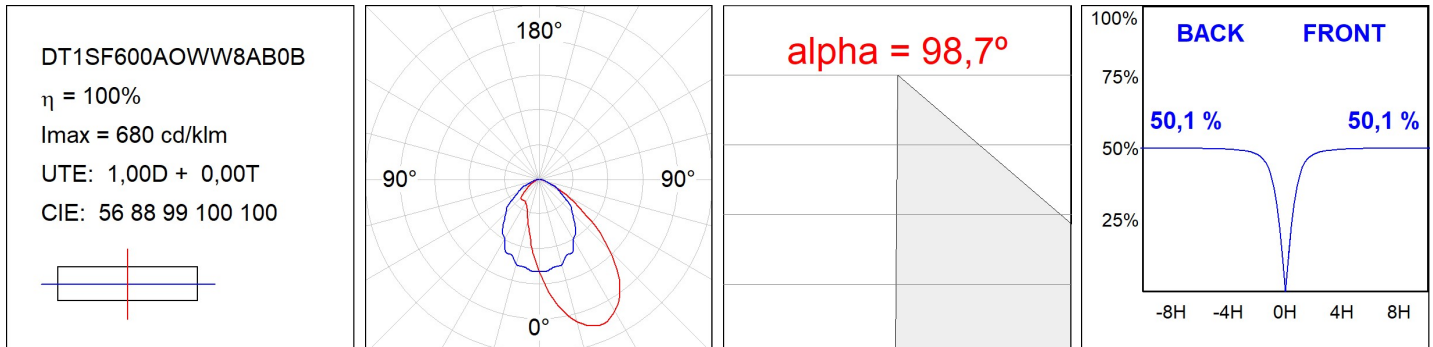 DT1SF600AOWW8AB0B
η = 100%
Imax = 680 cd/klm
UTE: 1,00D + 0,00T
CIE: 56 88 99 100 100
180°
90° 90°
0°
alpha = 98,7º
100%
BACK FRONT
75%
50,1 % 50,1 %
50%
25%
-8H -4H 0H 4H 8H